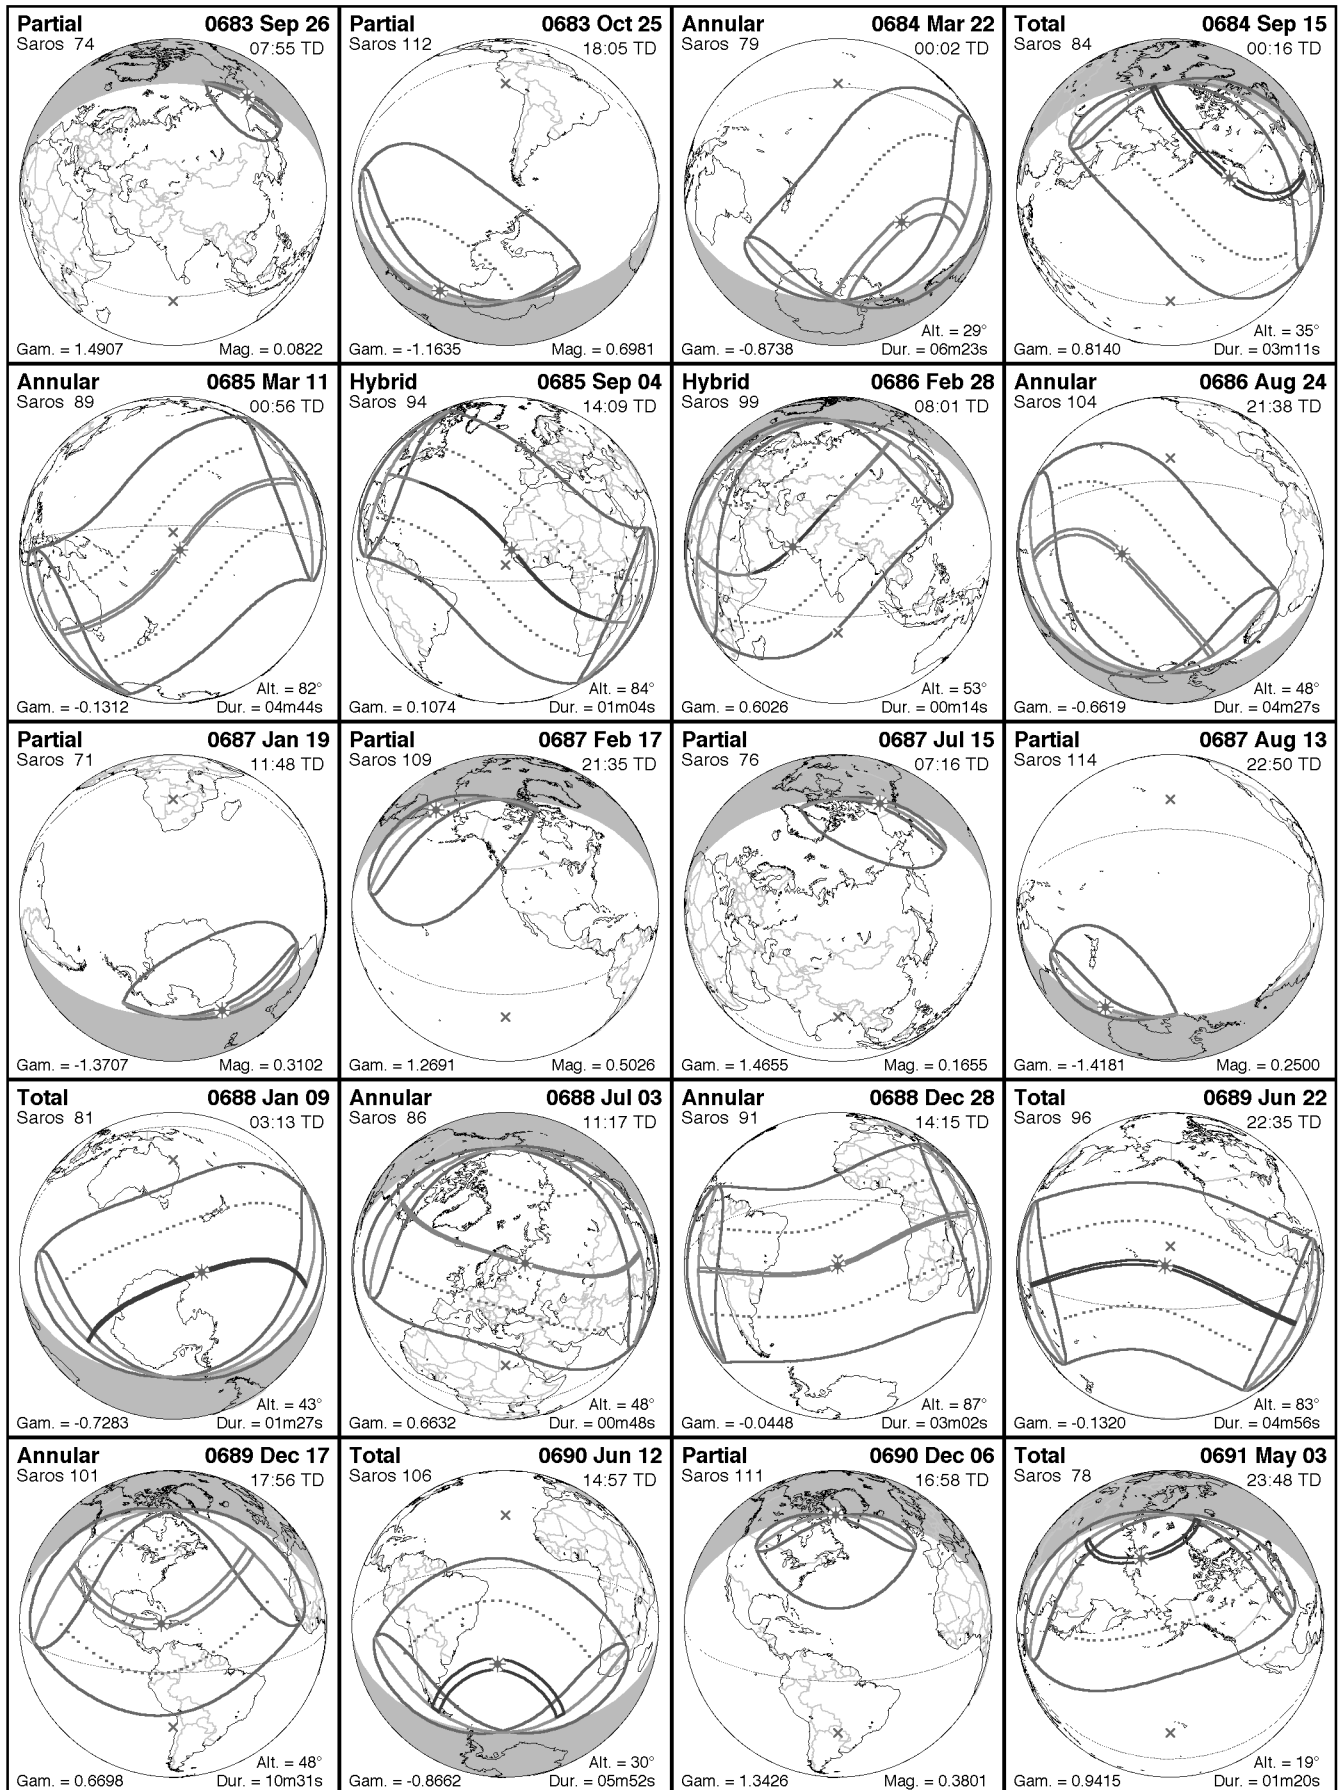 Partial 0683 Sep 26
Saros 74 07:55 TD
Gam. = 1.4907 Mag. = 0.0822
Partial 0683 Oct 25
Saros 112 18:05 TD
Gam. = -1.1635 Mag. = 0.6981
Annular 0684 Mar 22
Saros 79 00:02 TD
Alt. = 29°
Gam. = -0.8738 Dur. = 06m23s
Total 0684 Sep 15
Saros 84 00:16 TD
Alt. = 35°
Gam. = 0.8140 Dur. = 03m11s
Annular 0685 Mar 11
Saros 89 00:56 TD
Alt. = 82°
Gam. = -0.1312 Dur. = 04m44s
Hybrid 0685 Sep 04
Saros 94 14:09 TD
Alt. = 84°
Gam. = 0.1074 Dur. = 01m04s
Hybrid 0686 Feb 28
Saros 99 08:01 TD
Alt. = 53°
Gam. = 0.6026 Dur. = 00m14s
Annular 0686 Aug 24
Saros 104 21:38 TD
Alt. = 48°
Gam. = -0.6619 Dur. = 04m27s
Partial 0687 Jan 19
Saros 71 11:48 TD
Gam. = -1.3707 Mag. = 0.3102
Partial 0687 Feb 17
Saros 109 21:35 TD
Gam. = 1.2691 Mag. = 0.5026
Partial 0687 Jul 15
Saros 76 07:16 TD
Gam. = 1.4655 Mag. = 0.1655
Partial 0687 Aug 13
Saros 114 22:50 TD
Gam. = -1.4181 Mag. = 0.2500
Total 0688 Jan 09
Saros 81 03:13 TD
Alt. = 43°
Gam. = -0.7283 Dur. = 01m27s
Annular 0688 Jul 03
Saros 86 11:17 TD
Alt. = 48°
Gam. = 0.6632 Dur. = 00m48s
Annular 0688 Dec 28
Saros 91 14:15 TD
Alt. = 87°
Gam. = -0.0448 Dur. = 03m02s
Total 0689 Jun 22
Saros 96 22:35 TD
Alt. = 83°
Gam. = -0.1320 Dur. = 04m56s
Annular 0689 Dec 17
Saros 101 17:56 TD
Alt. = 48°
Gam. = 0.6698 Dur. = 10m31s
Total 0690 Jun 12
Saros 106 14:57 TD
Alt. = 30°
Gam. = -0.8662 Dur. = 05m52s
Partial 0690 Dec 06
Saros 111 16:58 TD
Gam. = 1.3426 Mag. = 0.3801
Total 0691 May 03
Saros 78 23:48 TD
Alt. = 19°
Gam. = 0.9415 Dur. = 01m20s